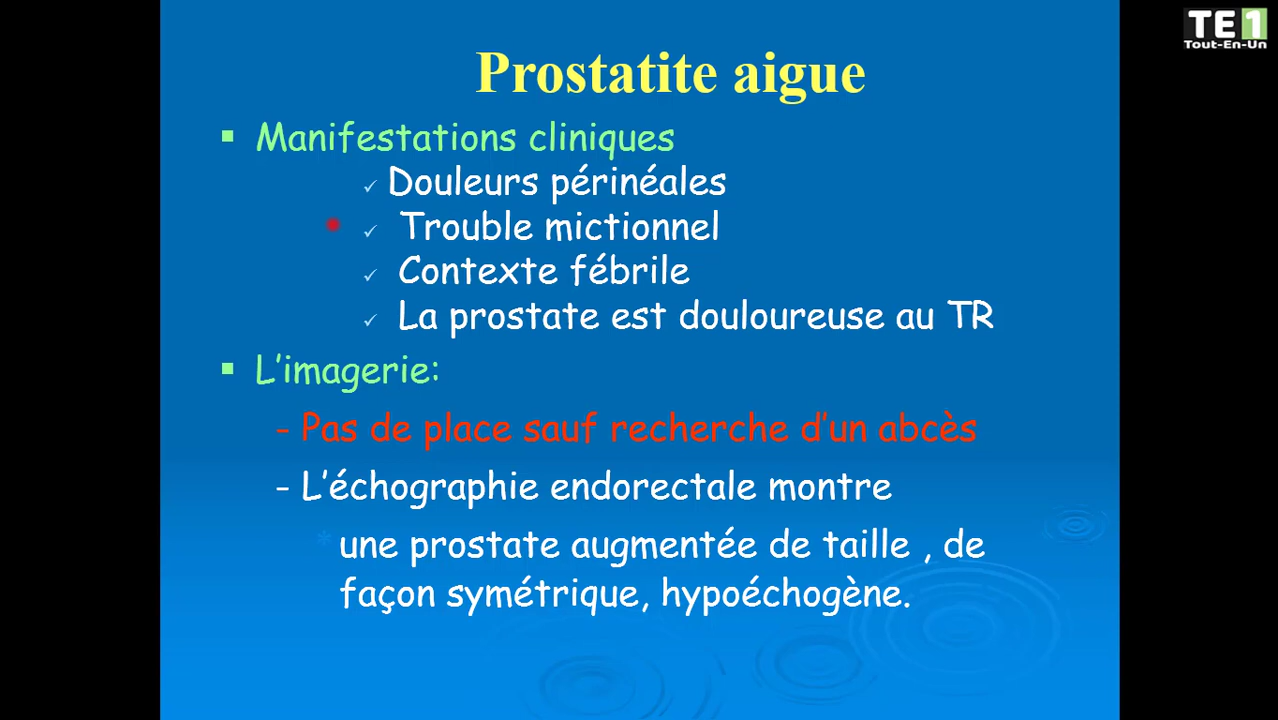 TE1
Tout-En-Un
Prostatite aigue
▪ Manifestations cliniques
✓ Douleurs périnéales
✓ Trouble mictionnel
✓ Contexte fébrile
✓ La prostate est douloureuse au TR
▪ L'imagerie:
- Pas de place sauf recherche d'un abcès
- L'échographie endorectale montre
* une prostate augmentée de taille , de
façon symétrique, hypoéchogène.